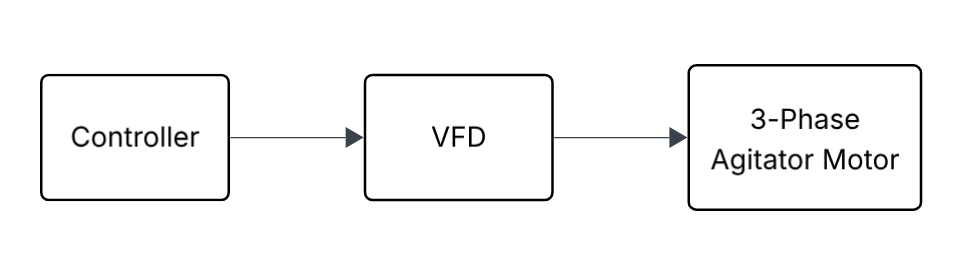 Controller
VFD
3-Phase
Agitator Motor